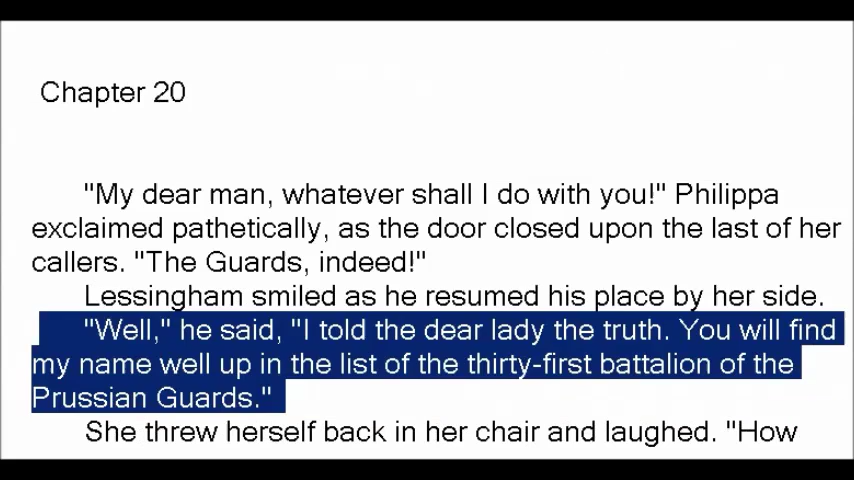 Chapter 20
"My dear man, whatever shall I do with you!" Philippa
exclaimed pathetically, as the door closed upon the last of her
callers. "The Guards, indeed!"
Lessingham smiled as he resumed his place by her side.
"Well," he said, "I told the dear lady the truth. You will find
my name well up in the list of the thirty-first battalion of the
Prussian Guards."
She threw herself back in her chair and laughed. "How